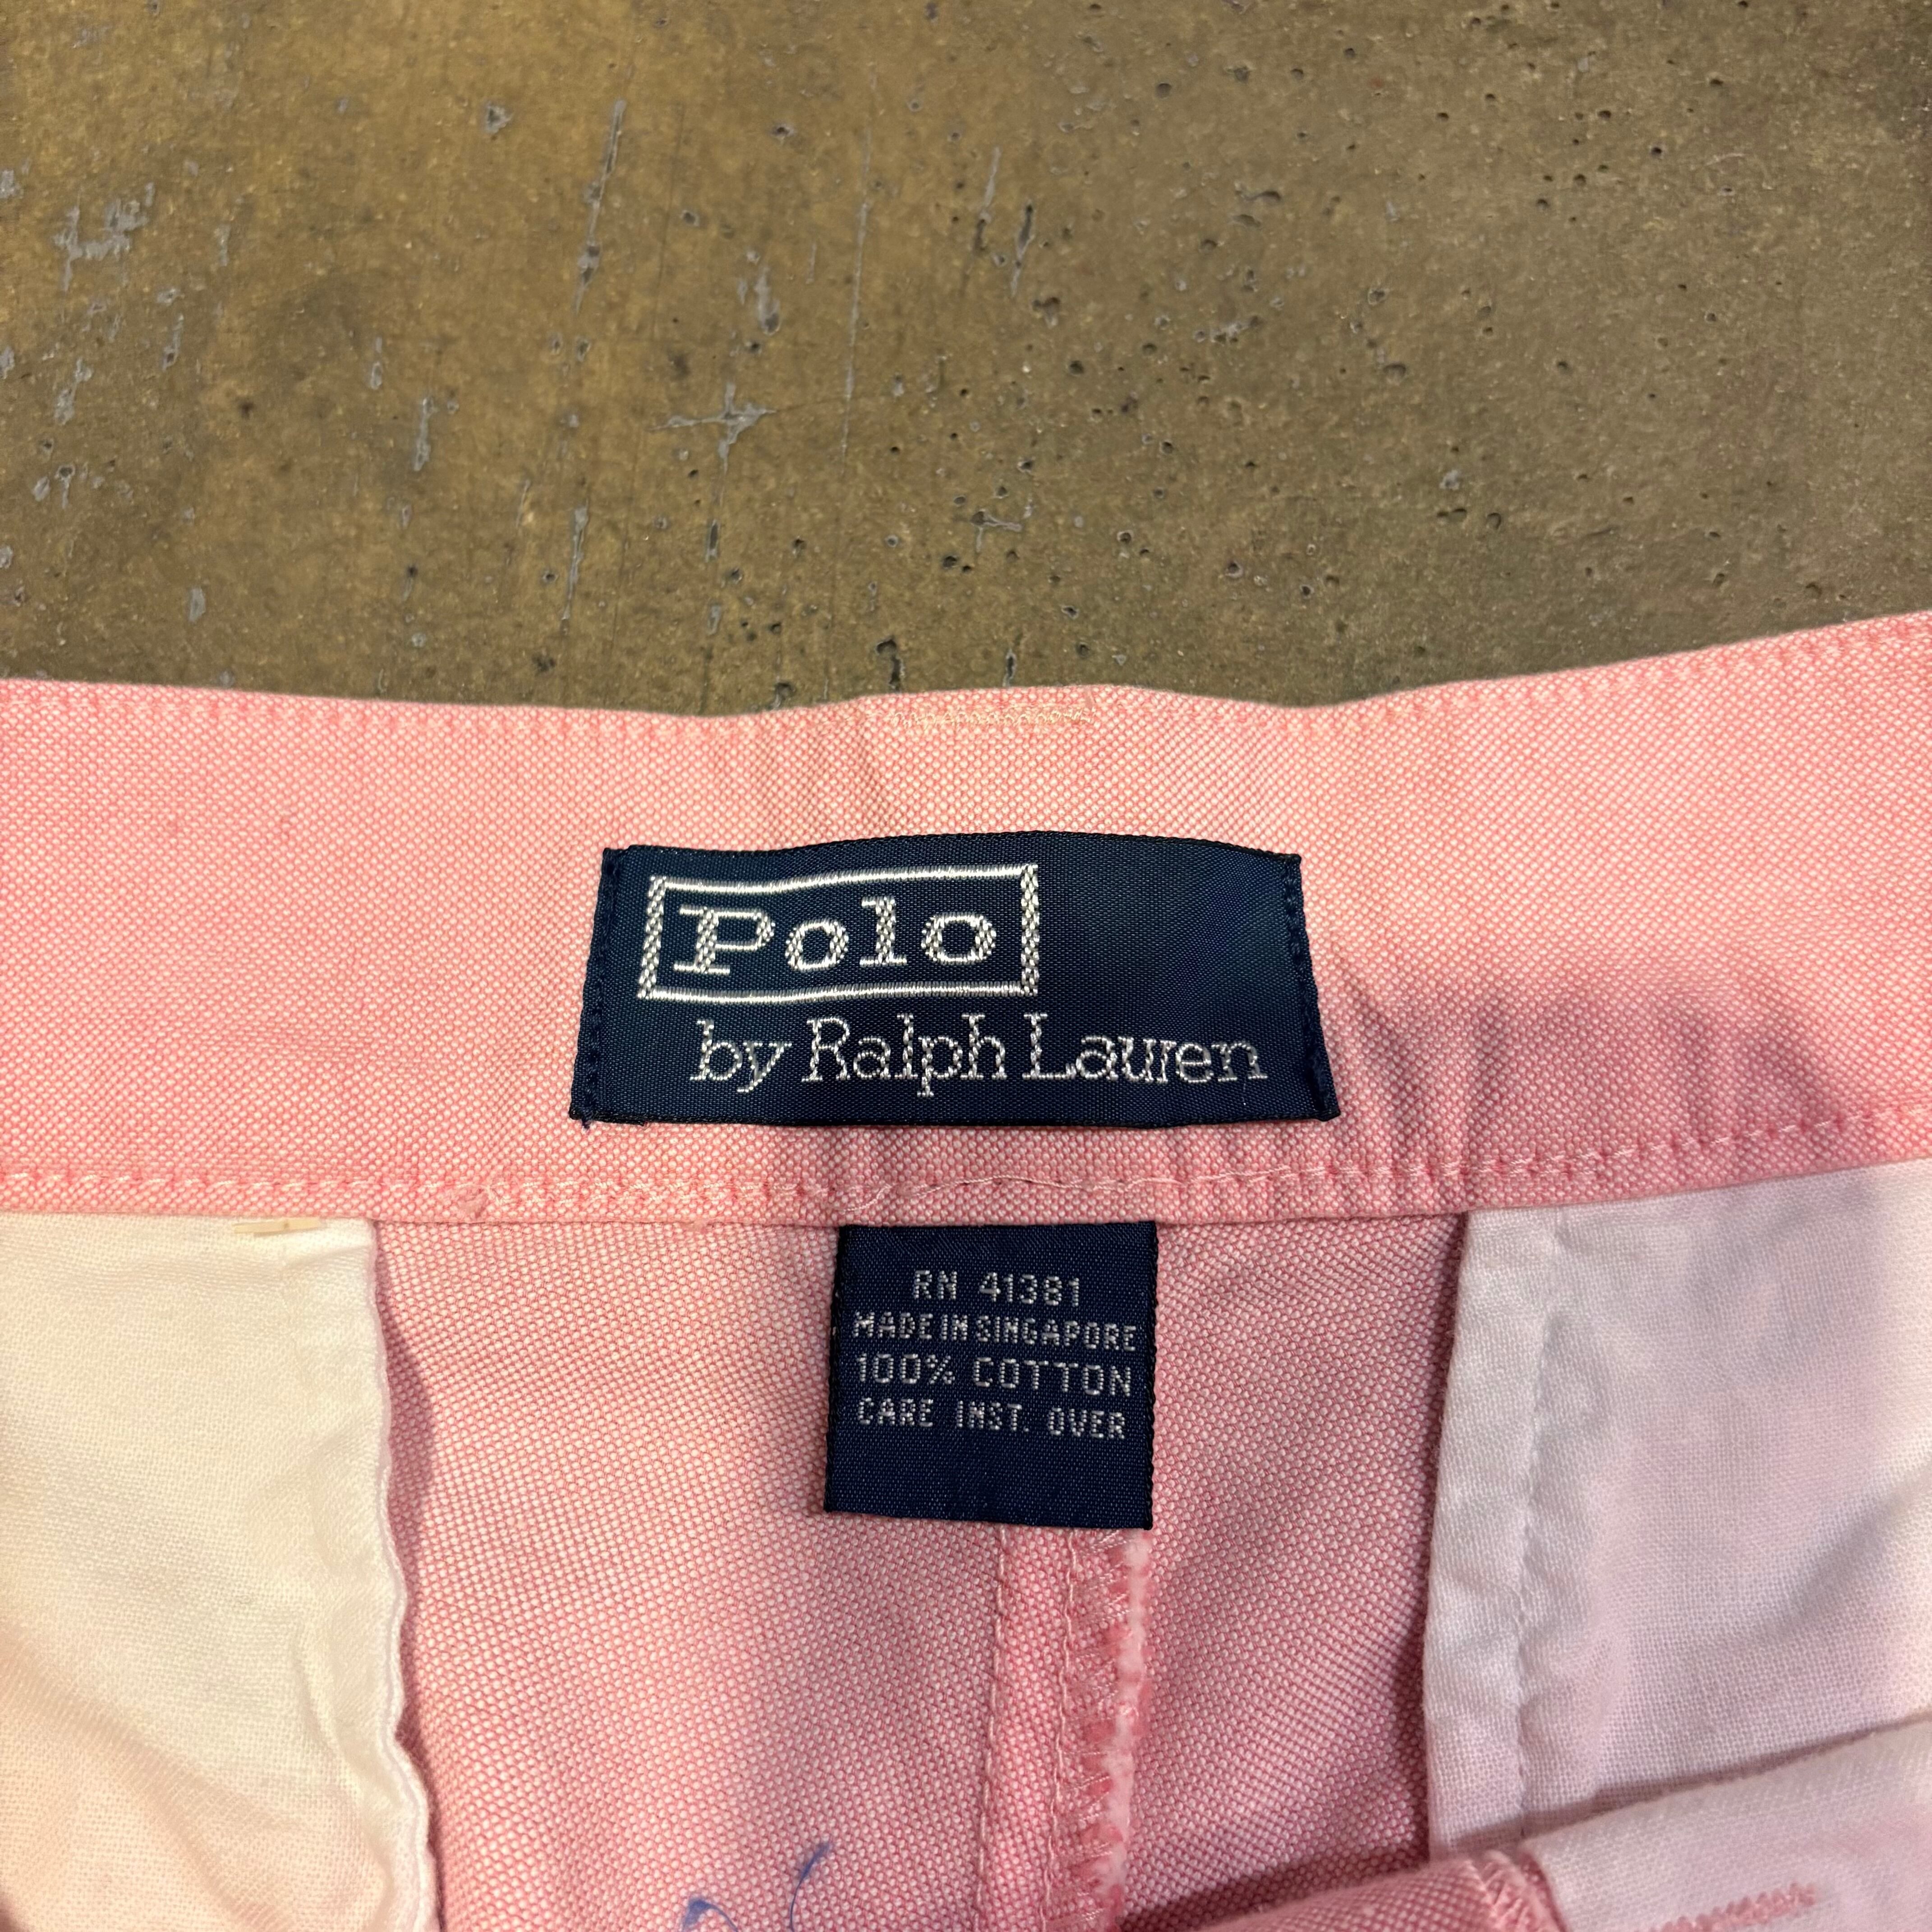 Polo
by Ralph Lauren
RN 41381
MADE IN SINGAPORE
100% COTTON
CARE INST. OVER